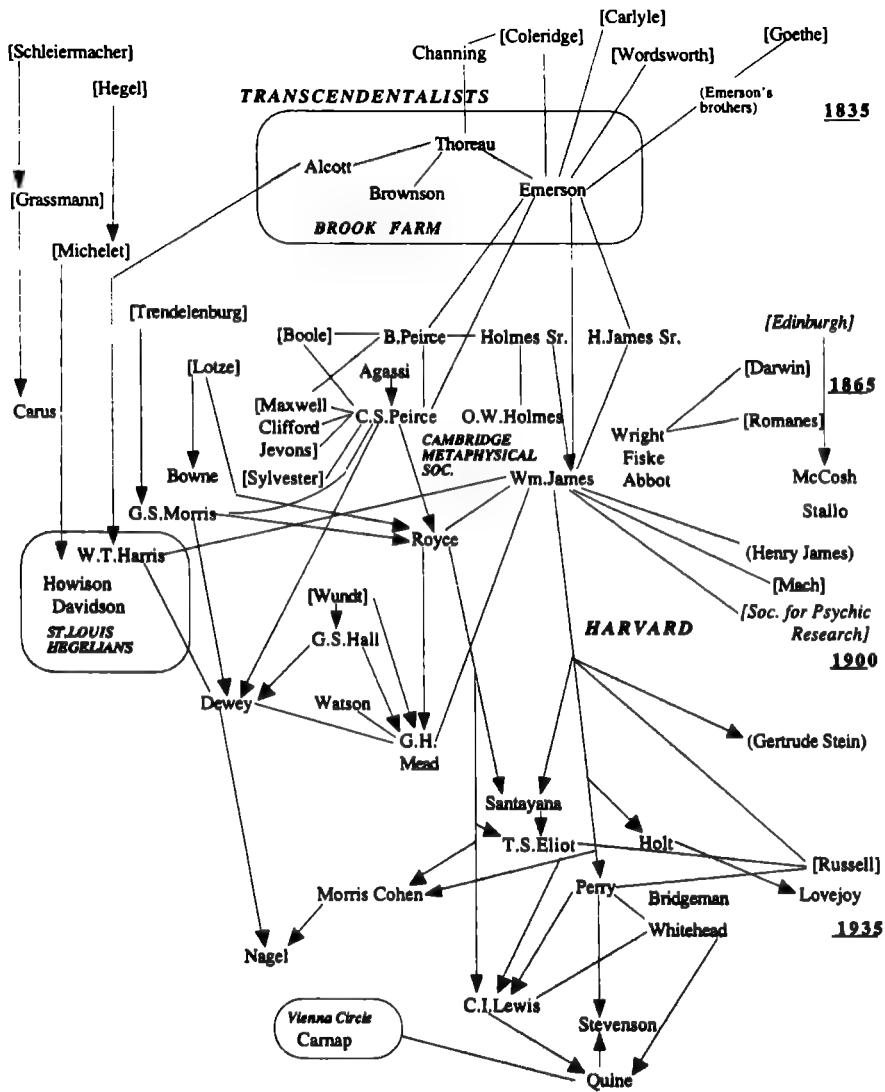 [Carlyle]
[Goethe]
[Coleridge]
[Schleiermacher]
Channing
[Wordsworth]
[Hegel]
(Emerson's
brothers)
TRANSCENDENTALISTS
1835
Thoreau
Alcott
Brownson
Emerson
[Grassmann]
BROOK FARM
[Michelet]
[Trendelenburg]
[Boole]
B.Peirce
Holmes Sr.
H.James Sr.
[Edinburgh]
[Lotze]
Agassi
[Darwin]
1865
Carus
[Maxwell
Clifford
Jevons]
C.S.Peirce
O.W.Holmes
[Romanes]
Wright
Fiske
Abbot
CAMBRIDGE
METAPHYSICAL
SOC.
Bowne
[Sylvester]
Wm.James
McCosh
Stallo
G.S.Morris
Royce
W.T.Harris
(Henry James)
Howison
Davidson
[Mach]
ST.LOUIS
HEGELIANS
[Wundt]
[Soc. for Psychic
Research]
G.S.Hall
HARVARD
1900
Dewey
Watson
G.H.
Mead
(Gertrude Stein)
Santayana
T.S.Eliot
Holt
[Russell]
Morris Cohen
Perry
Bridgeman
Lovejoy
Whitehead
1935
Nagel
C.I.Lewis
Vienna Circle
Carnap
Stevenson
Quine